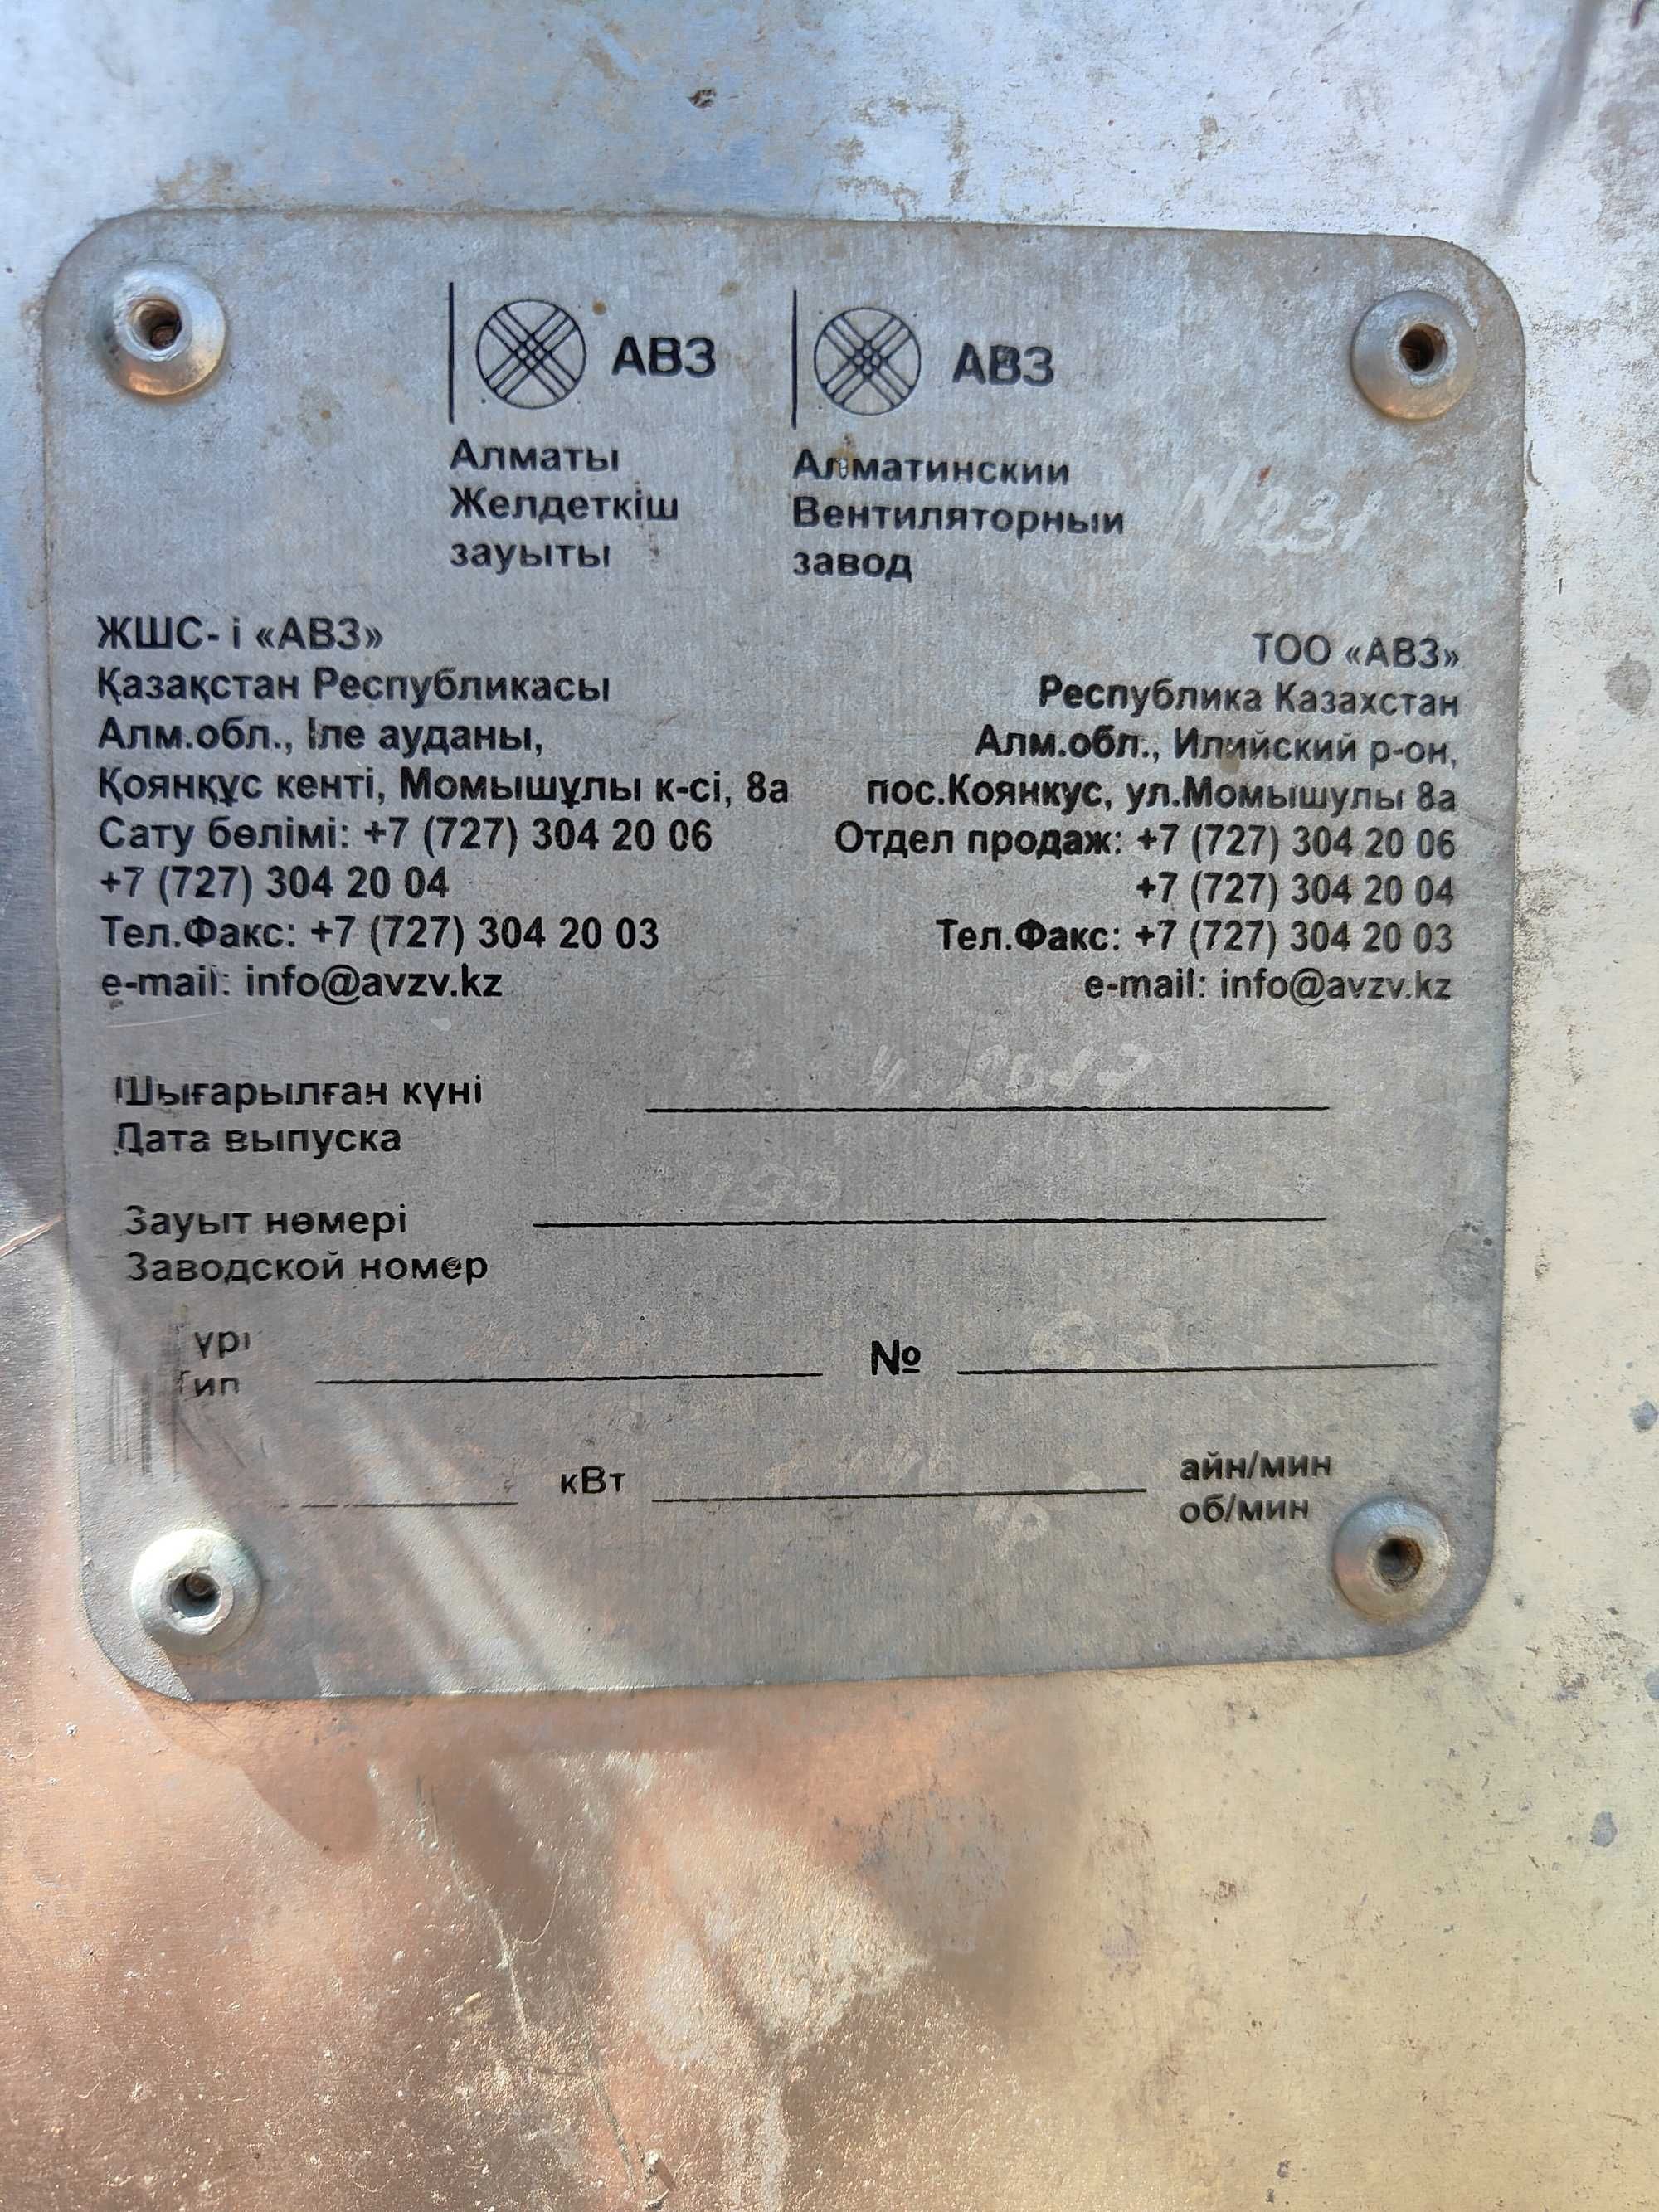 АВЗ
Алматы
Желдеткіш
зауыты
АВЗ
Алматинский
Вентиляторный
завод
ЖШС- і «АВЗ»
Қазақстан Республикасы
Алм.обл., Іле ауданы,
Қоянқұс кенті, Момышұлы к-сі, 8а
Сату бөлімі: +7 (727) 304 20 06
+7 (727) 304 20 04
Тел.Факс: +7 (727) 304 20 03
e-mail: info@avzv.kz
ТОО «АВЗ»
Республика Казахстан
Алм.обл., Илийский р-он,
пос.Коянкус, ул.Момышулы 8а
Отдел продаж: +7 (727) 304 20 06
+7 (727) 304 20 04
Тел.Факс: +7 (727) 304 20 03
e-mail: info@avzv.kz
Шығарылған күні
Дата выпуска
Зауыт нөмері
Заводской номер
Түрі
Тип
№
кВт
айн/мин
об/мин